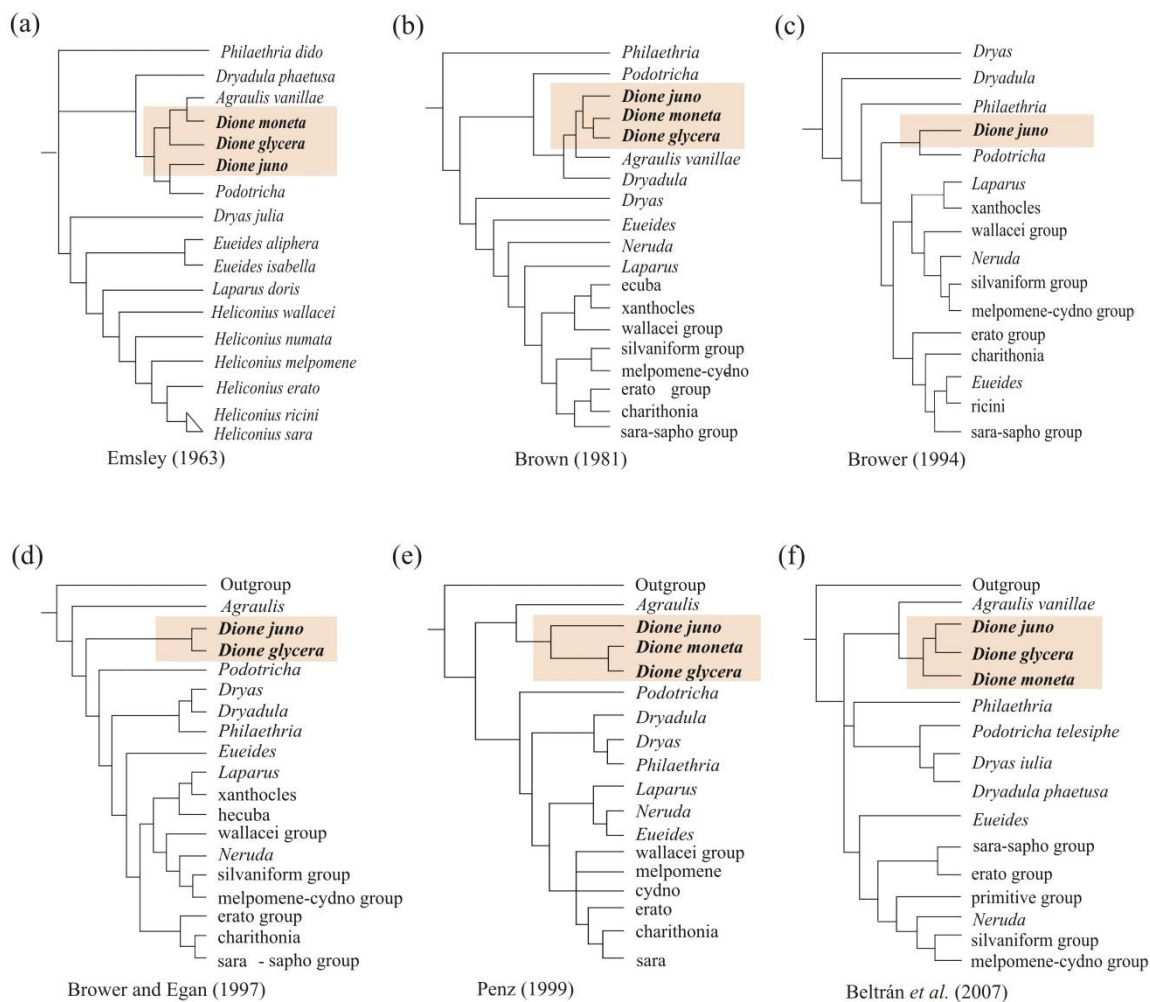 (a)
Philaethria dido
Dryadula phaetusa
Agraulis vanillae
Dione moneta
Dione glycera
Dione juno
Podotricha
Dryas julia
Eueides aliphera
Eueides isabella
Laparus doris
Heliconius wallacei
Heliconius numata
Heliconius melpomene
Heliconius erato
Heliconius ricini
Heliconius sara
Emsley (1963)
(b)
Philaethria
Podotricha
Dione juno
Dione moneta
Dione glycera
Agraulis vanillae
Dryadula
Dryas
Eueides
Neruda
Laparus
ecuba
xanthocles
wallacei group
silvaniform group
melpomene-cydno
erato group
charithonia
sara-sapho group
Brown (1981)
(c)
Dryas
Dryadula
Philaethria
Dione juno
Podotricha
Laparus
xanthocles
wallacei group
Neruda
silvaniform group
melpomene-cydno group
erato group
charithonia
Eueides
ricini
sara-sapho group
Brower (1994)
(d)
Outgroup
Agraulis
Dione juno
Dione glycera
Podotricha
Dryas
Dryadula
Philaethria
Eueides
Laparus
xanthocles
hecuba
wallacei group
Neruda
silvaniform group
melpomene-cydno group
erato group
charithonia
sara - sapho group
Brower and Egan (1997)
(e)
Outgroup
Agraulis
Dione juno
Dione moneta
Dione glycera
Podotricha
Dryadula
Dryas
Philaethria
Laparus
Neruda
Eueides
wallacei group
melpomene
cydno
erato
charithonia
sara
Penz (1999)
(f)
Outgroup
Agraulis vanillae
Dione juno
Dione glycera
Dione moneta
Philaethria
Podotricha telesiphe
Dryas iulia
Dryadula phaetusa
Eueides
sara-sapho group
erato group
primitive group
Neruda
silvaniform group
melpomene-cydno group
Beltrán et al. (2007)